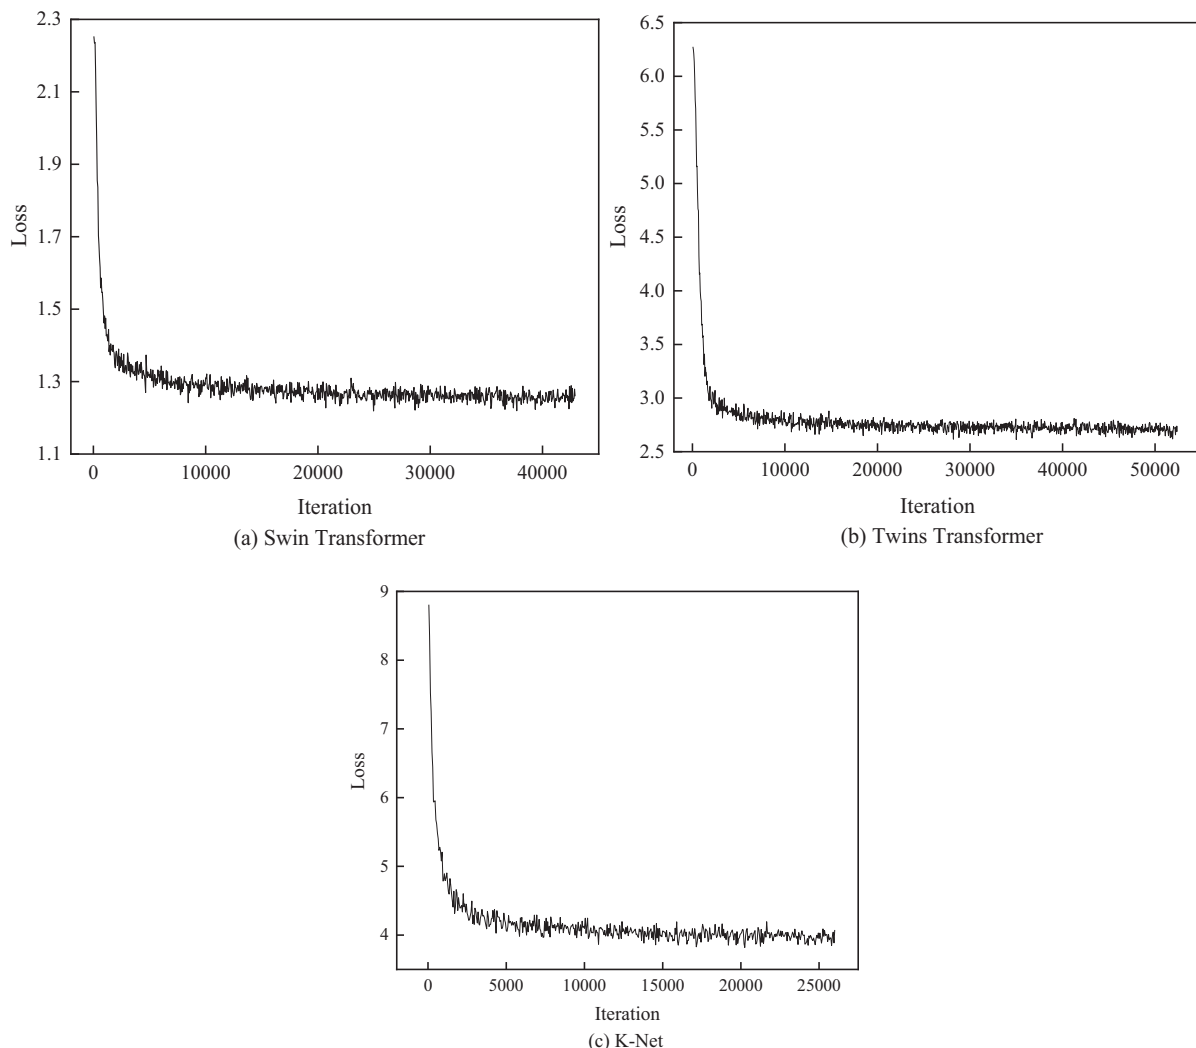 2.3
2.1
1.9
1.7
1.5
1.3
1.1
Loss
0 10000 20000 30000 40000
Iteration
(a) Swin Transformer
6.5
6.0
5.5
5.0
4.5
4.0
3.5
3.0
2.5
Loss
0 10000 20000 30000 40000 50000
Iteration
(b) Twins Transformer
9
8
7
6
5
4
Loss
0 5000 10000 15000 20000 25000
Iteration
(c) K-Net